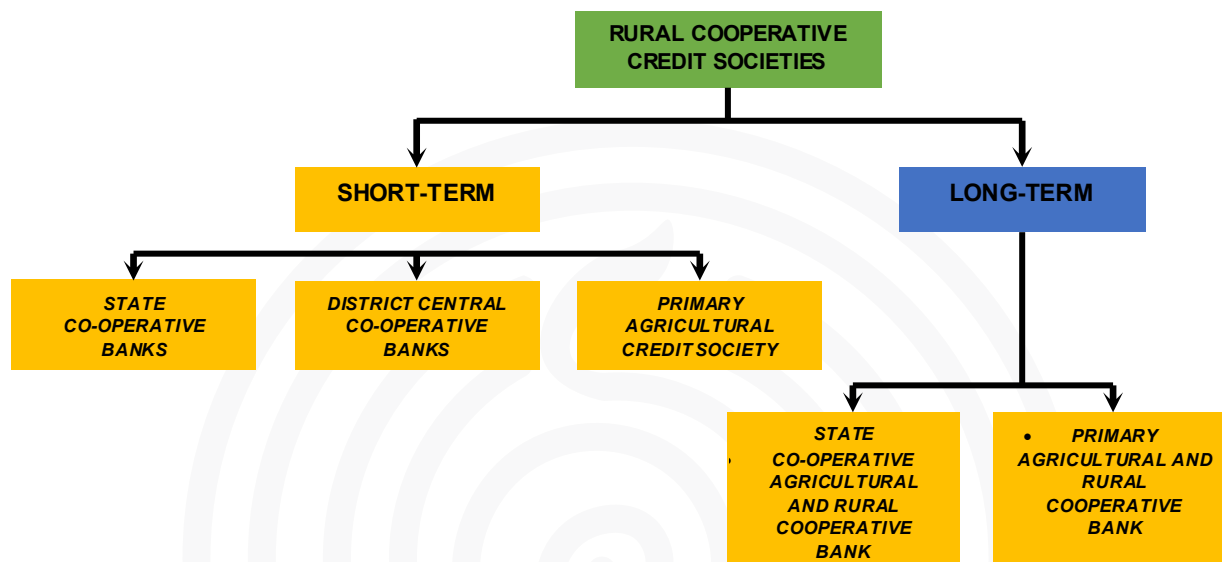 RURAL COOPERATIVE
CREDIT SOCIETIES
SHORT-TERM
LONG-TERM
STATE
CO-OPERATIVE
BANKS
DISTRICT CENTRAL
CO-OPERATIVE
BANKS
PRIMARY
AGRICULTURAL
CREDIT SOCIETY
STATE
• CO-OPERATIVE
AGRICULTURAL
AND RURAL
COOPERATIVE
BANK
• PRIMARY
AGRICULTURAL AND
RURAL
COOPERATIVE
BANK